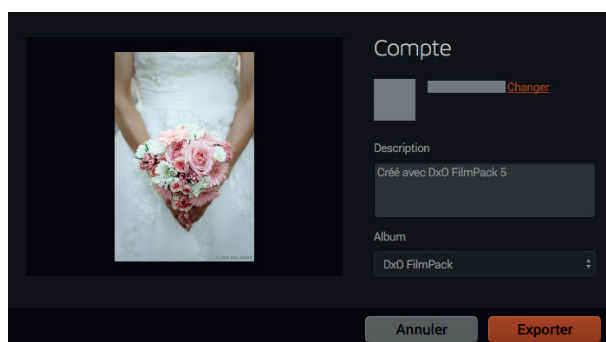 Compte
Changer
Description
Créé avec DxO FilmPack 5
Album
DxO FilmPack
Annuler
Exporter